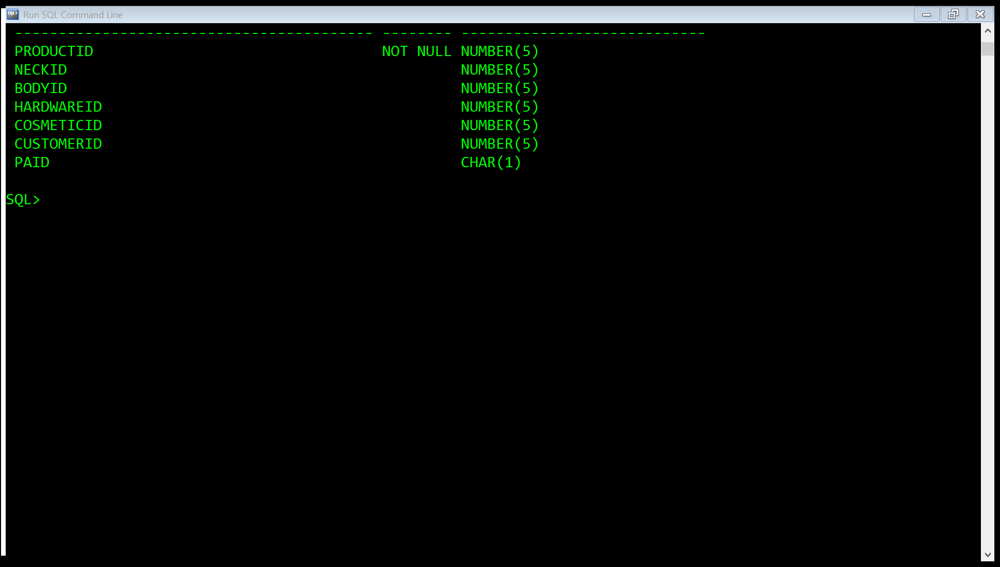 Run SQL Command Line
----------------------------------------- -------- ----------------------------
PRODUCTID NOT NULL NUMBER(5)
NECKID NUMBER(5)
BODYID NUMBER(5)
HARDWAREID NUMBER(5)
COSMETICID NUMBER(5)
CUSTOMERID NUMBER(5)
PAID CHAR(1)
SQL>